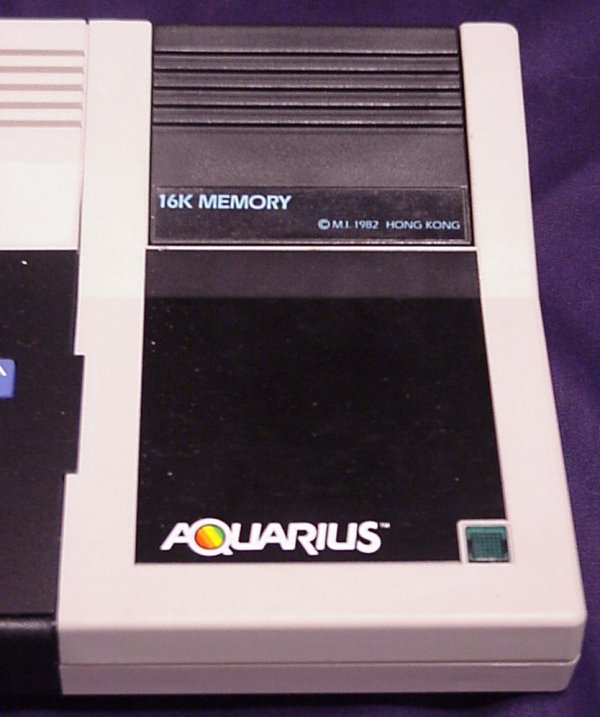 16K MEMORY
© M.I. 1982 HONG KONG
AQUARIUS™